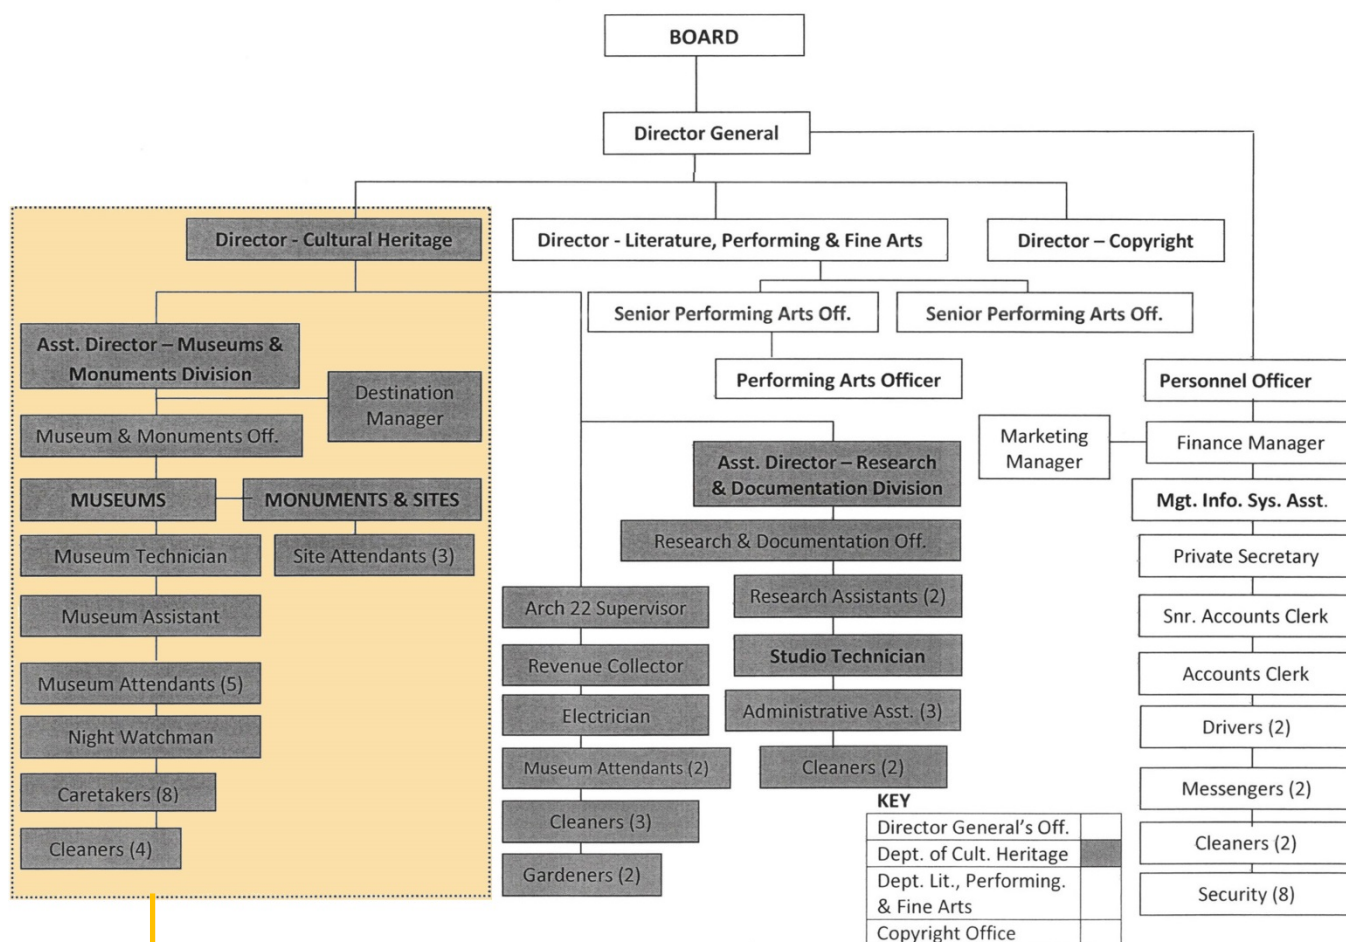 BOARD
Director General
Director - Cultural Heritage
Director - Literature, Performing & Fine Arts
Director – Copyright
Senior Performing Arts Off.
Senior Performing Arts Off.
Performing Arts Officer
Asst. Director – Museums &
Monuments Division
Destination
Manager
Museum & Monuments Off.
MUSEUMS
MONUMENTS & SITES
Museum Technician
Site Attendants (3)
Museum Assistant
Museum Attendants (5)
Night Watchman
Caretakers (8)
Cleaners (4)
Arch 22 Supervisor
Revenue Collector
Electrician
Museum Attendants (2)
Cleaners (3)
Gardeners (2)
Asst. Director – Research
& Documentation Division
Research & Documentation Off.
Research Assistants (2)
Studio Technician
Administrative Asst. (3)
Cleaners (2)
Personnel Officer
Marketing
Manager
Finance Manager
Mgt. Info. Sys. Asst.
Private Secretary
Snr. Accounts Clerk
Accounts Clerk
Drivers (2)
Messengers (2)
Cleaners (2)
Security (8)
KEY
Director General's Off.
Dept. of Cult. Heritage
Dept. Lit., Performing.
& Fine Arts
Copyright Office